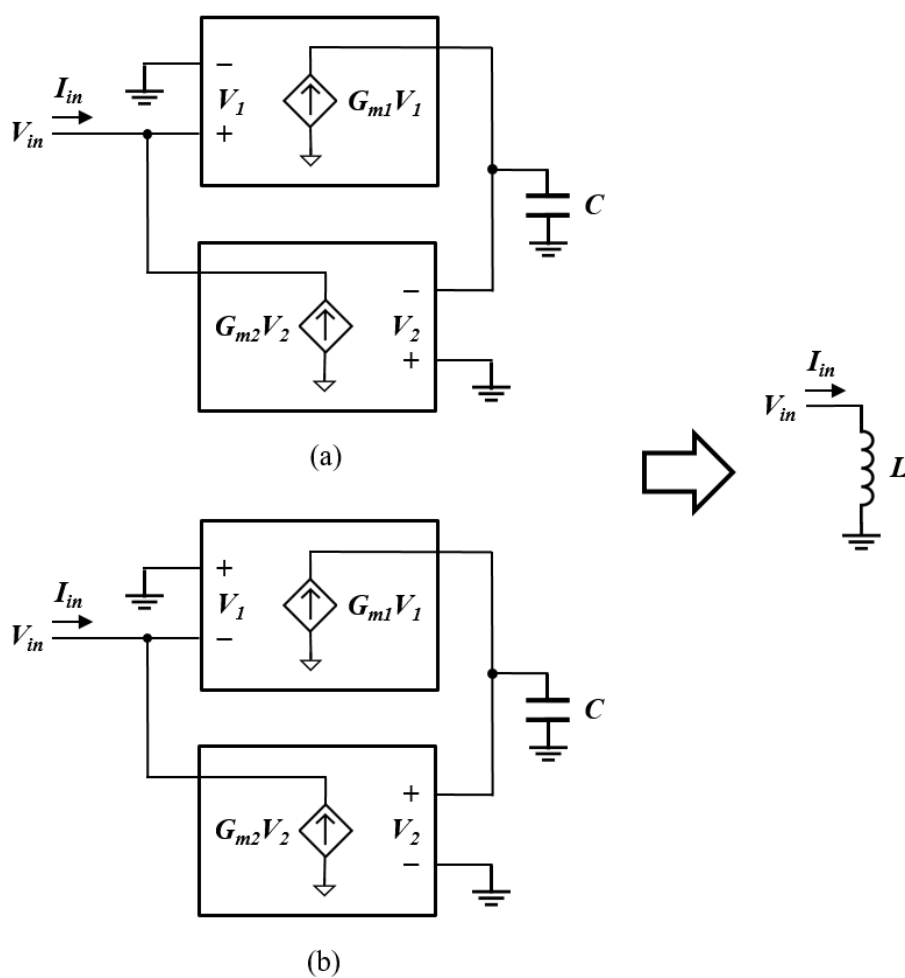 −
I_in V_1 G_m1V_1
V_in +
C
−
G_m2V_2 V_2
+
(a)
I_in
V_in
L
+
I_in V_1 G_m1V_1
V_in −
C
+
G_m2V_2 V_2
−
(b)